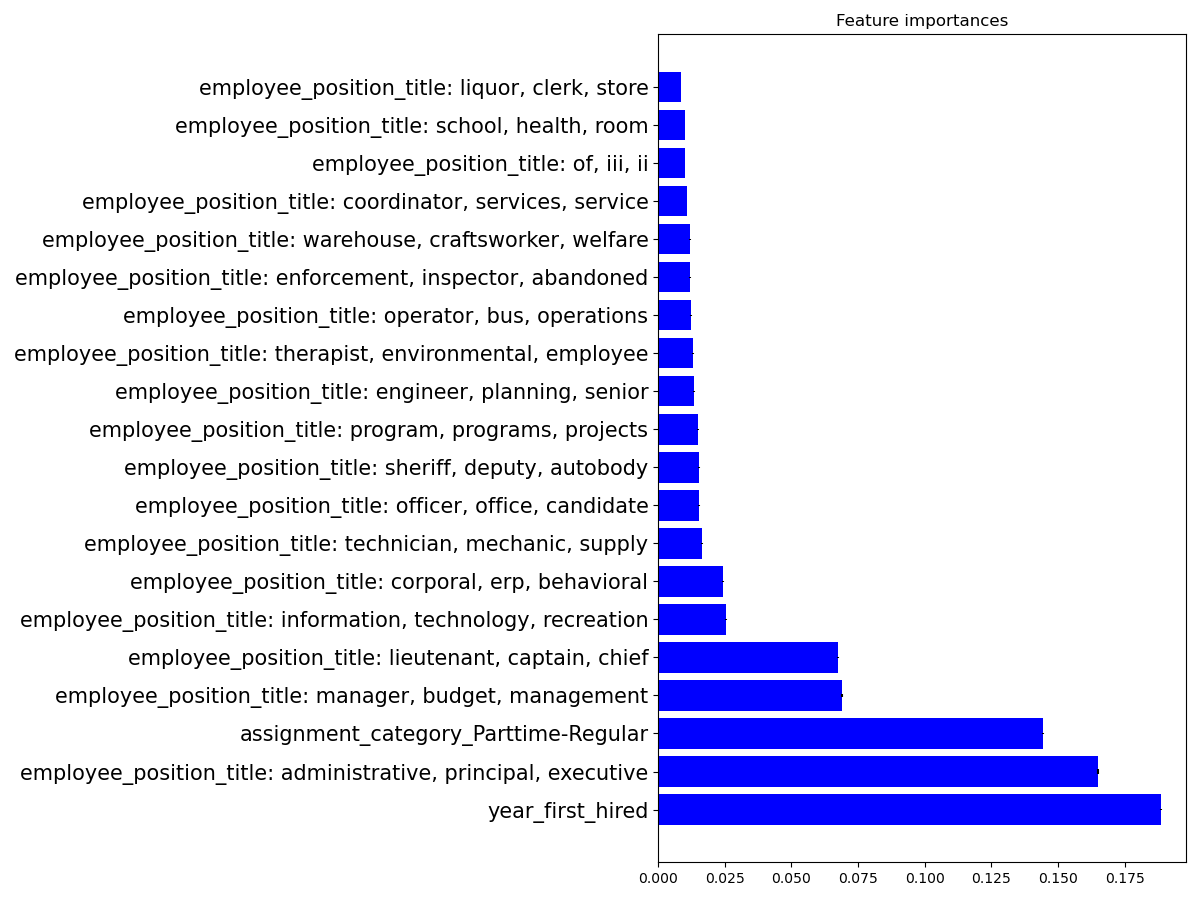 Feature importances
employee_position_title: liquor, clerk, store
employee_position_title: school, health, room
employee_position_title: of, iii, ii
employee_position_title: coordinator, services, service
employee_position_title: warehouse, craftsworker, welfare
employee_position_title: enforcement, inspector, abandoned
employee_position_title: operator, bus, operations
employee_position_title: therapist, environmental, employee
employee_position_title: engineer, planning, senior
employee_position_title: program, programs, projects
employee_position_title: sheriff, deputy, autobody
employee_position_title: officer, office, candidate
employee_position_title: technician, mechanic, supply
employee_position_title: corporal, erp, behavioral
employee_position_title: information, technology, recreation
employee_position_title: lieutenant, captain, chief
employee_position_title: manager, budget, management
assignment_category_Parttime-Regular
employee_position_title: administrative, principal, executive
year_first_hired
0.000 0.025 0.050 0.075 0.100 0.125 0.150 0.175